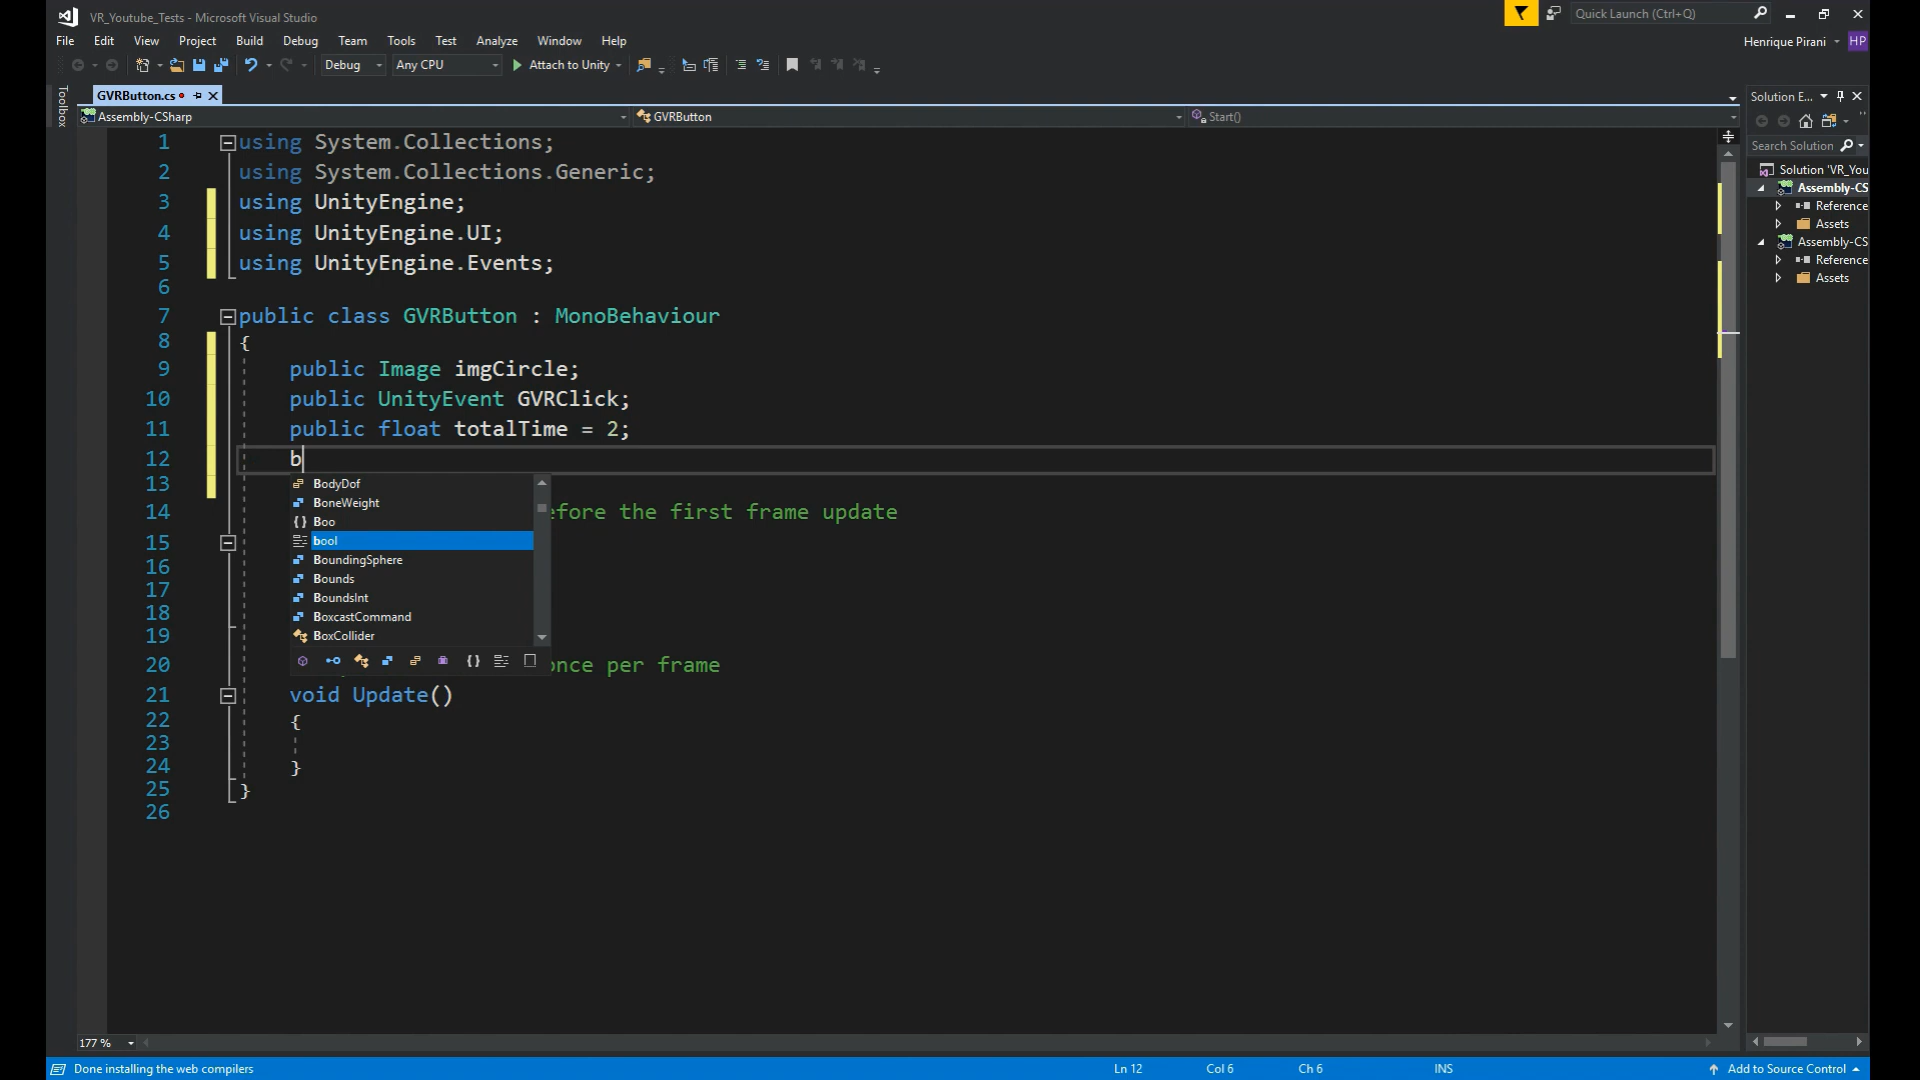 VR_Youtube_Tests - Microsoft Visual Studio
Quick Launch (Ctrl+Q)
File Edit View Project Build Debug Team Tools Test Analyze Window Help
Henrique Pirani HP
Debug Any CPU Attach to Unity
Toolbox
GVRButton.cs
Assembly-CSharp GVRButton Start()
1 using System.Collections;
2 using System.Collections.Generic;
3 using UnityEngine;
4 using UnityEngine.UI;
5 using UnityEngine.Events;
6
7 public class GVRButton : MonoBehaviour
8 {
9 public Image imgCircle;
10 public UnityEvent GVRClick;
11 public float totalTime = 2;
12 b
13
BodyDof
BoneWeight
14 efore the first frame update
Boo
15 bool
BoundingSphere
16
Bounds
17
BoundsInt
18
BoxcastCommand
19 BoxCollider
20 once per frame
21 void Update()
22 {
23
24 }
25 }
26
Solution E...
Search Solution
Solution 'VR_You
Assembly-CS
Reference
Assets
Assembly-CS
Reference
Assets
177 %
Done installing the web compilers Ln 12 Col 6 Ch 6 INS Add to Source Control